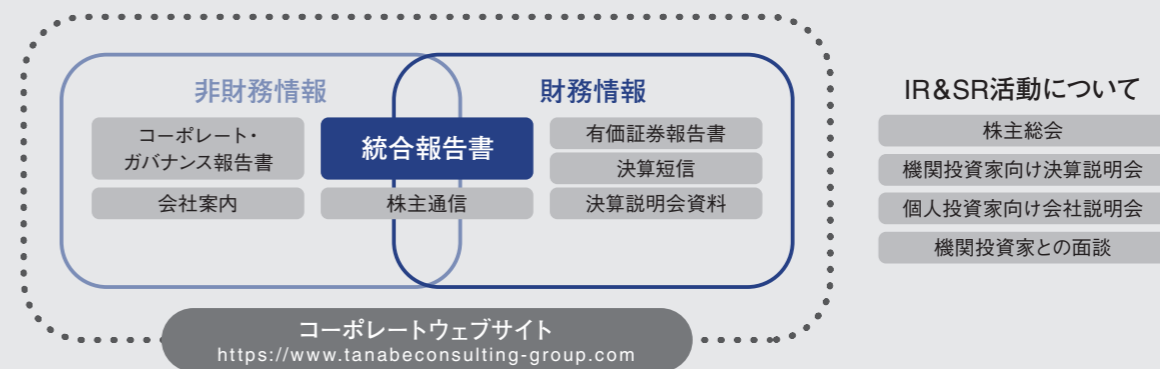 非財務情報
コーポレート・
ガバナンス報告書
会社案内
統合報告書
株主通信
財務情報
有価証券報告書
決算短信
決算説明会資料
コーポレートウェブサイト
https://www.tanabeconsulting-group.com
IR&SR活動について
株主総会
機関投資家向け決算説明会
個人投資家向け会社説明会
機関投資家との面談